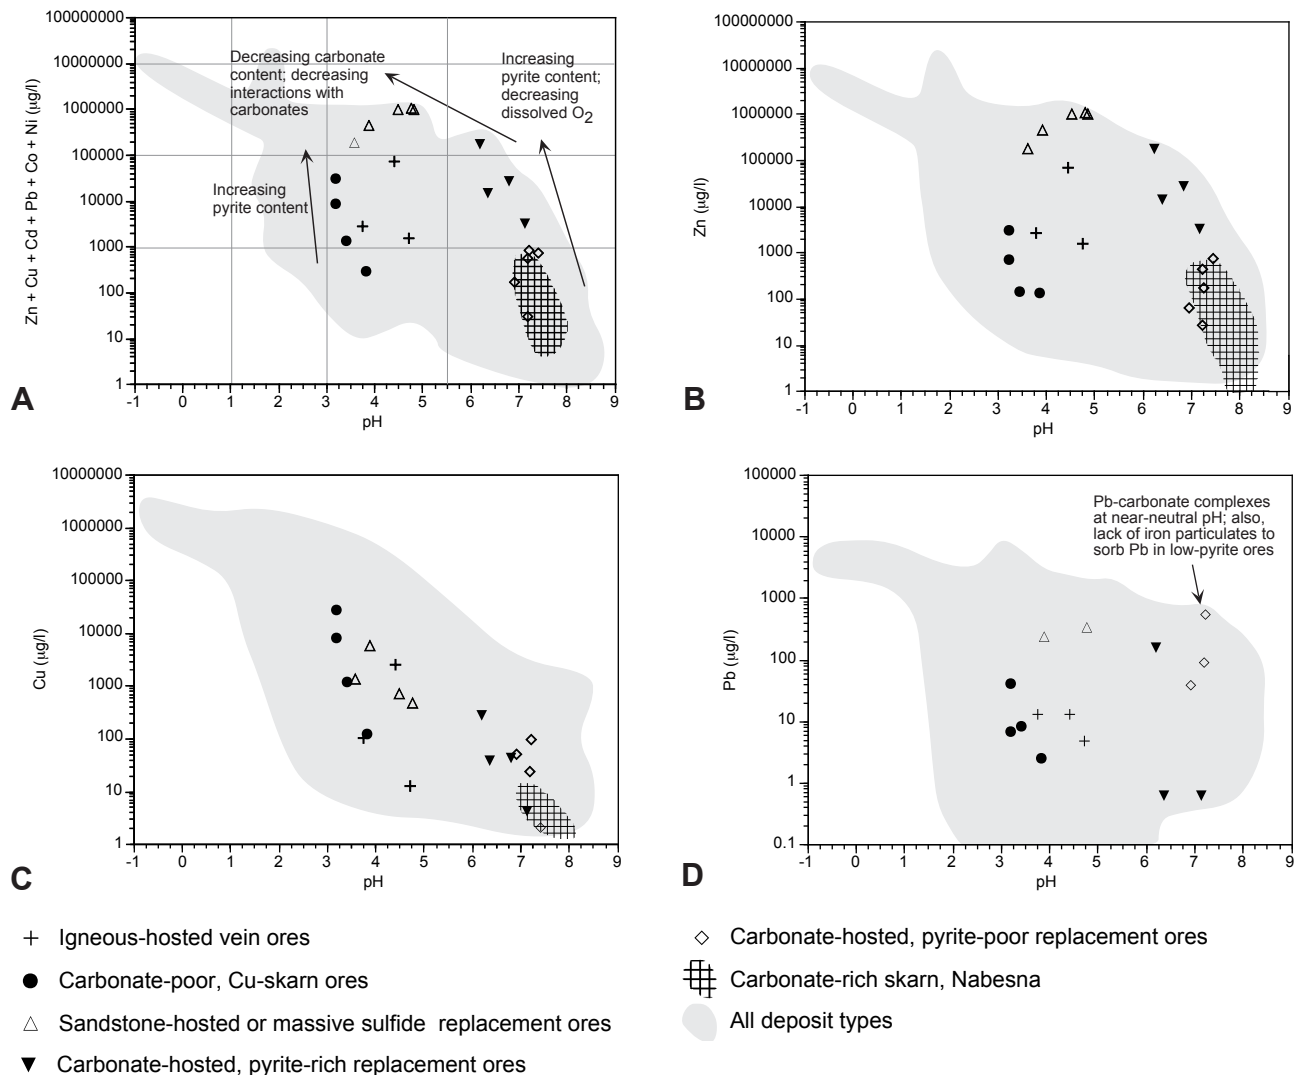 100000000
10000000
1000000
100000
10000
1000
100
10
1
Zn + Cu + Cd + Pb + Co + Ni (µg/l)
Decreasing carbonate
content; decreasing
interactions with
carbonates
Increasing
pyrite content;
decreasing
dissolved O2
Increasing
pyrite content
-1 0 1 2 3 4 5 6 7 8 9
pH
A
100000000
10000000
1000000
100000
10000
1000
100
10
1
Zn (µg/l)
-1 0 1 2 3 4 5 6 7 8 9
pH
B
10000000
1000000
100000
10000
1000
100
10
1
Cu (µg/l)
-1 0 1 2 3 4 5 6 7 8 9
pH
C
100000
10000
1000
100
10
1
0.1
Pb (µg/l)
Pb-carbonate complexes
at near-neutral pH; also,
lack of iron particulates to
sorb Pb in low-pyrite ores
-1 0 1 2 3 4 5 6 7 8 9
pH
D
Igneous-hosted vein ores
Carbonate-poor, Cu-skarn ores
Sandstone-hosted or massive sulfide replacement ores
Carbonate-hosted, pyrite-rich replacement ores
Carbonate-hosted, pyrite-poor replacement ores
Carbonate-rich skarn, Nabesna
All deposit types